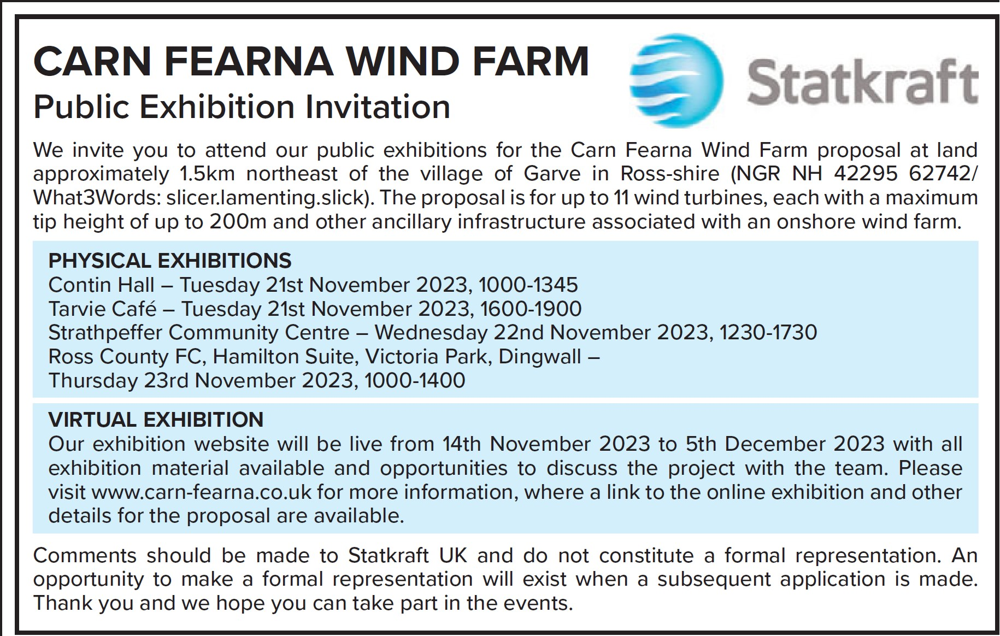 CARN FEARNA WIND FARM
Public Exhibition Invitation
Statkraft
We invite you to attend our public exhibitions for the Carn Fearna Wind Farm proposal at land
approximately 1.5km northeast of the village of Garve in Ross-shire (NGR NH 42295 62742/
What3Words: slicer.lamenting.slick). The proposal is for up to 11 wind turbines, each with a maximum
tip height of up to 200m and other ancillary infrastructure associated with an onshore wind farm.
PHYSICAL EXHIBITIONS
Contin Hall – Tuesday 21st November 2023, 1000-1345
Tarvie Café – Tuesday 21st November 2023, 1600-1900
Strathpeffer Community Centre – Wednesday 22nd November 2023, 1230-1730
Ross County FC, Hamilton Suite, Victoria Park, Dingwall –
Thursday 23rd November 2023, 1000-1400
VIRTUAL EXHIBITION
Our exhibition website will be live from 14th November 2023 to 5th December 2023 with all
exhibition material available and opportunities to discuss the project with the team. Please
visit www.carn-fearna.co.uk for more information, where a link to the online exhibition and other
details for the proposal are available.
Comments should be made to Statkraft UK and do not constitute a formal representation. An
opportunity to make a formal representation will exist when a subsequent application is made.
Thank you and we hope you can take part in the events.